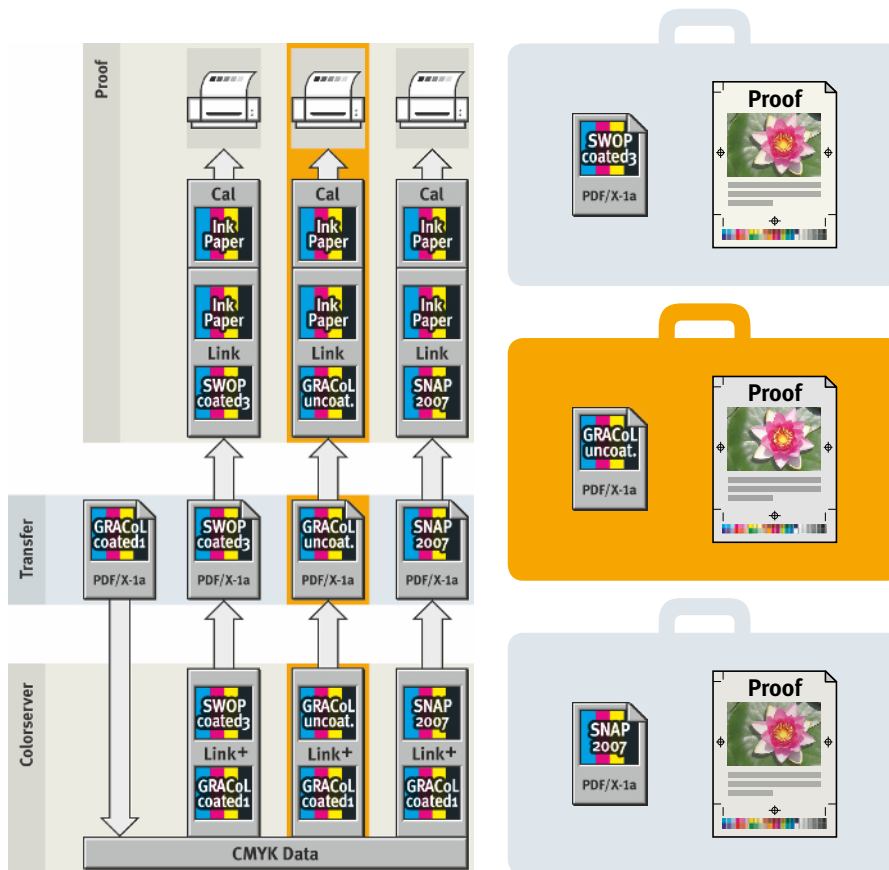 Proof
Cal
Cal
Cal
Ink
Paper
Ink
Paper
Ink
Paper
Ink
Paper
Ink
Paper
Ink
Paper
Link
Link
Link
SWOP
coated3
GRACoL
uncoat.
SNAP
2007
Transfer
GRACoL
coated1
PDF/X-1a
SWOP
coated3
PDF/X-1a
GRACoL
uncoat.
PDF/X-1a
SNAP
2007
PDF/X-1a
Colorserver
SWOP
coated3
GRACoL
uncoat.
SNAP
2007
Link+
Link+
Link+
GRACoL
coated1
GRACoL
coated1
GRACoL
coated1
CMYK Data
SWOP
coated3
PDF/X-1a
Proof
GRACoL
uncoat.
PDF/X-1a
Proof
SNAP
2007
PDF/X-1a
Proof